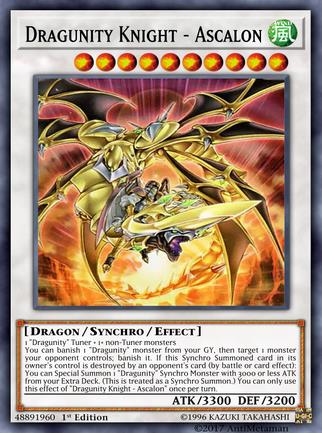 Dragunity Knight - Ascalon
WIND
風
[Dragon / Synchro / Effect]
1 "Dragunity" Tuner + 1+ non-Tuner monsters
You can banish 1 "Dragunity" monster from your GY, then target 1 monster
your opponent controls; banish it. If this Synchro Summoned card in its
owner's control is destroyed by an opponent's card (by battle or card effect):
You can Special Summon 1 "Dragunity" Synchro Monster with 3000 or less ATK
from your Extra Deck. (This is treated as a Synchro Summon.) You can only use
this effect of "Dragunity Knight - Ascalon" once per turn.
ATK/3300 DEF/3200
48891960 1st Edition ©1996 KAZUKI TAKAHASHI
©2017 AntiMetaman